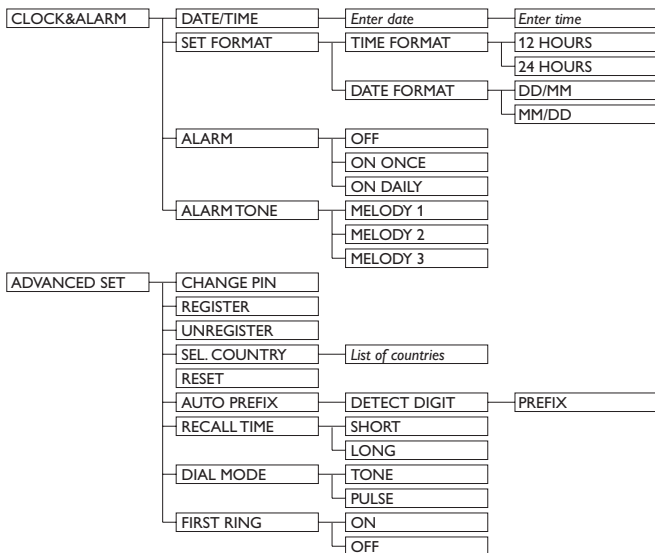 CLOCK&ALARM DATE/TIME Enter date Enter time
SET FORMAT TIME FORMAT 12 HOURS
24 HOURS
DATE FORMAT DD/MM
MM/DD
ALARM OFF
ON ONCE
ON DAILY
ALARM TONE MELODY 1
MELODY 2
MELODY 3
ADVANCED SET CHANGE PIN
REGISTER
UNREGISTER
SEL. COUNTRY List of countries
RESET
AUTO PREFIX DETECT DIGIT PREFIX
RECALL TIME SHORT
LONG
DIAL MODE TONE
PULSE
FIRST RING ON
OFF